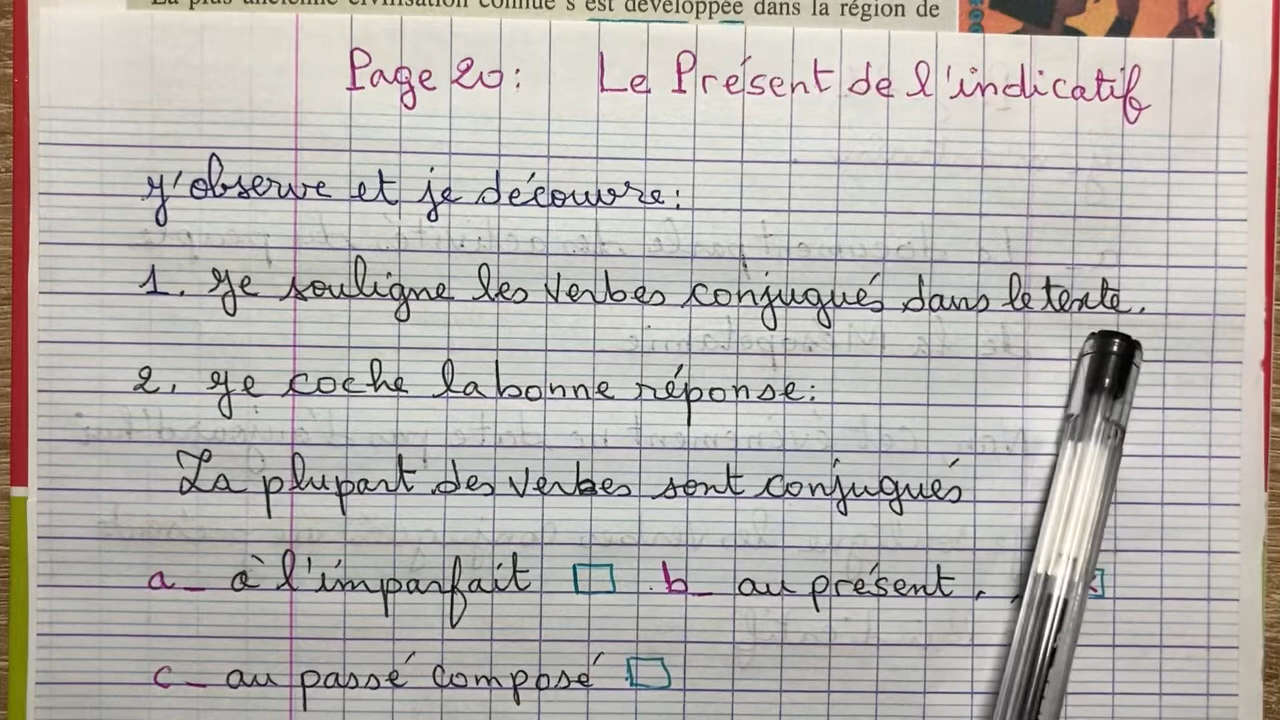 La plus ancienne civilisation connue s'est développée dans la région de
Page 20: Le Présent de l'indicatif
J'observe et je découvre:
1. Je souligne les verbes conjugués dans le texte.
2. Je coche la bonne réponse:
La plupart des verbes sont conjugués
a_ à l'imparfait b_ au présent.
c_ au passé composé